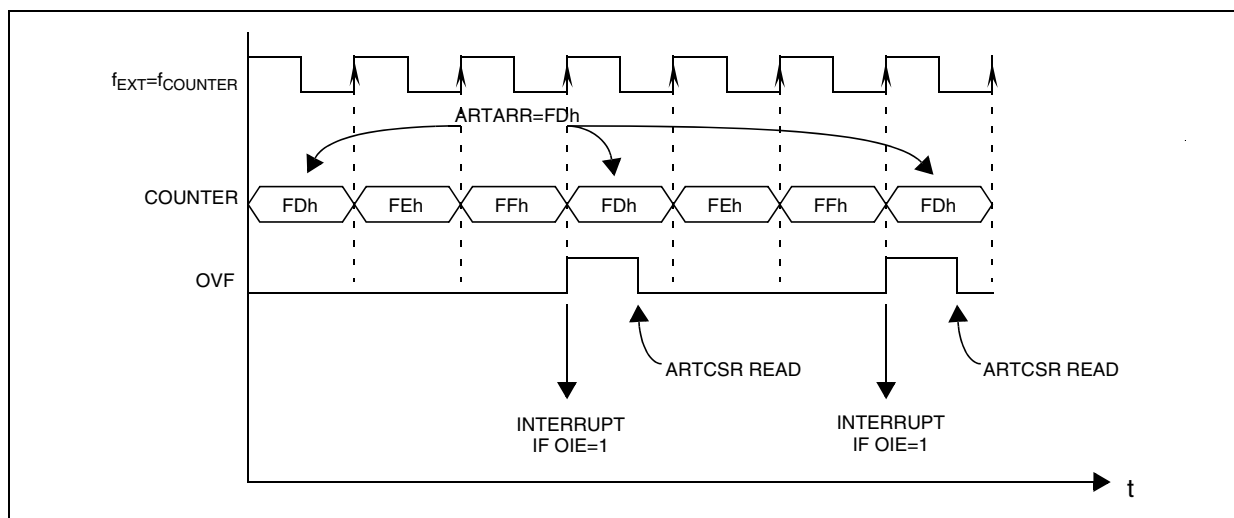 fEXT=fCOUNTER
ARTARR=FDh
COUNTER
FDh
FEh
FFh
FDh
FEh
FFh
FDh
OVF
ARTCSR READ
ARTCSR READ
INTERRUPT
IF OIE=1
INTERRUPT
IF OIE=1
t